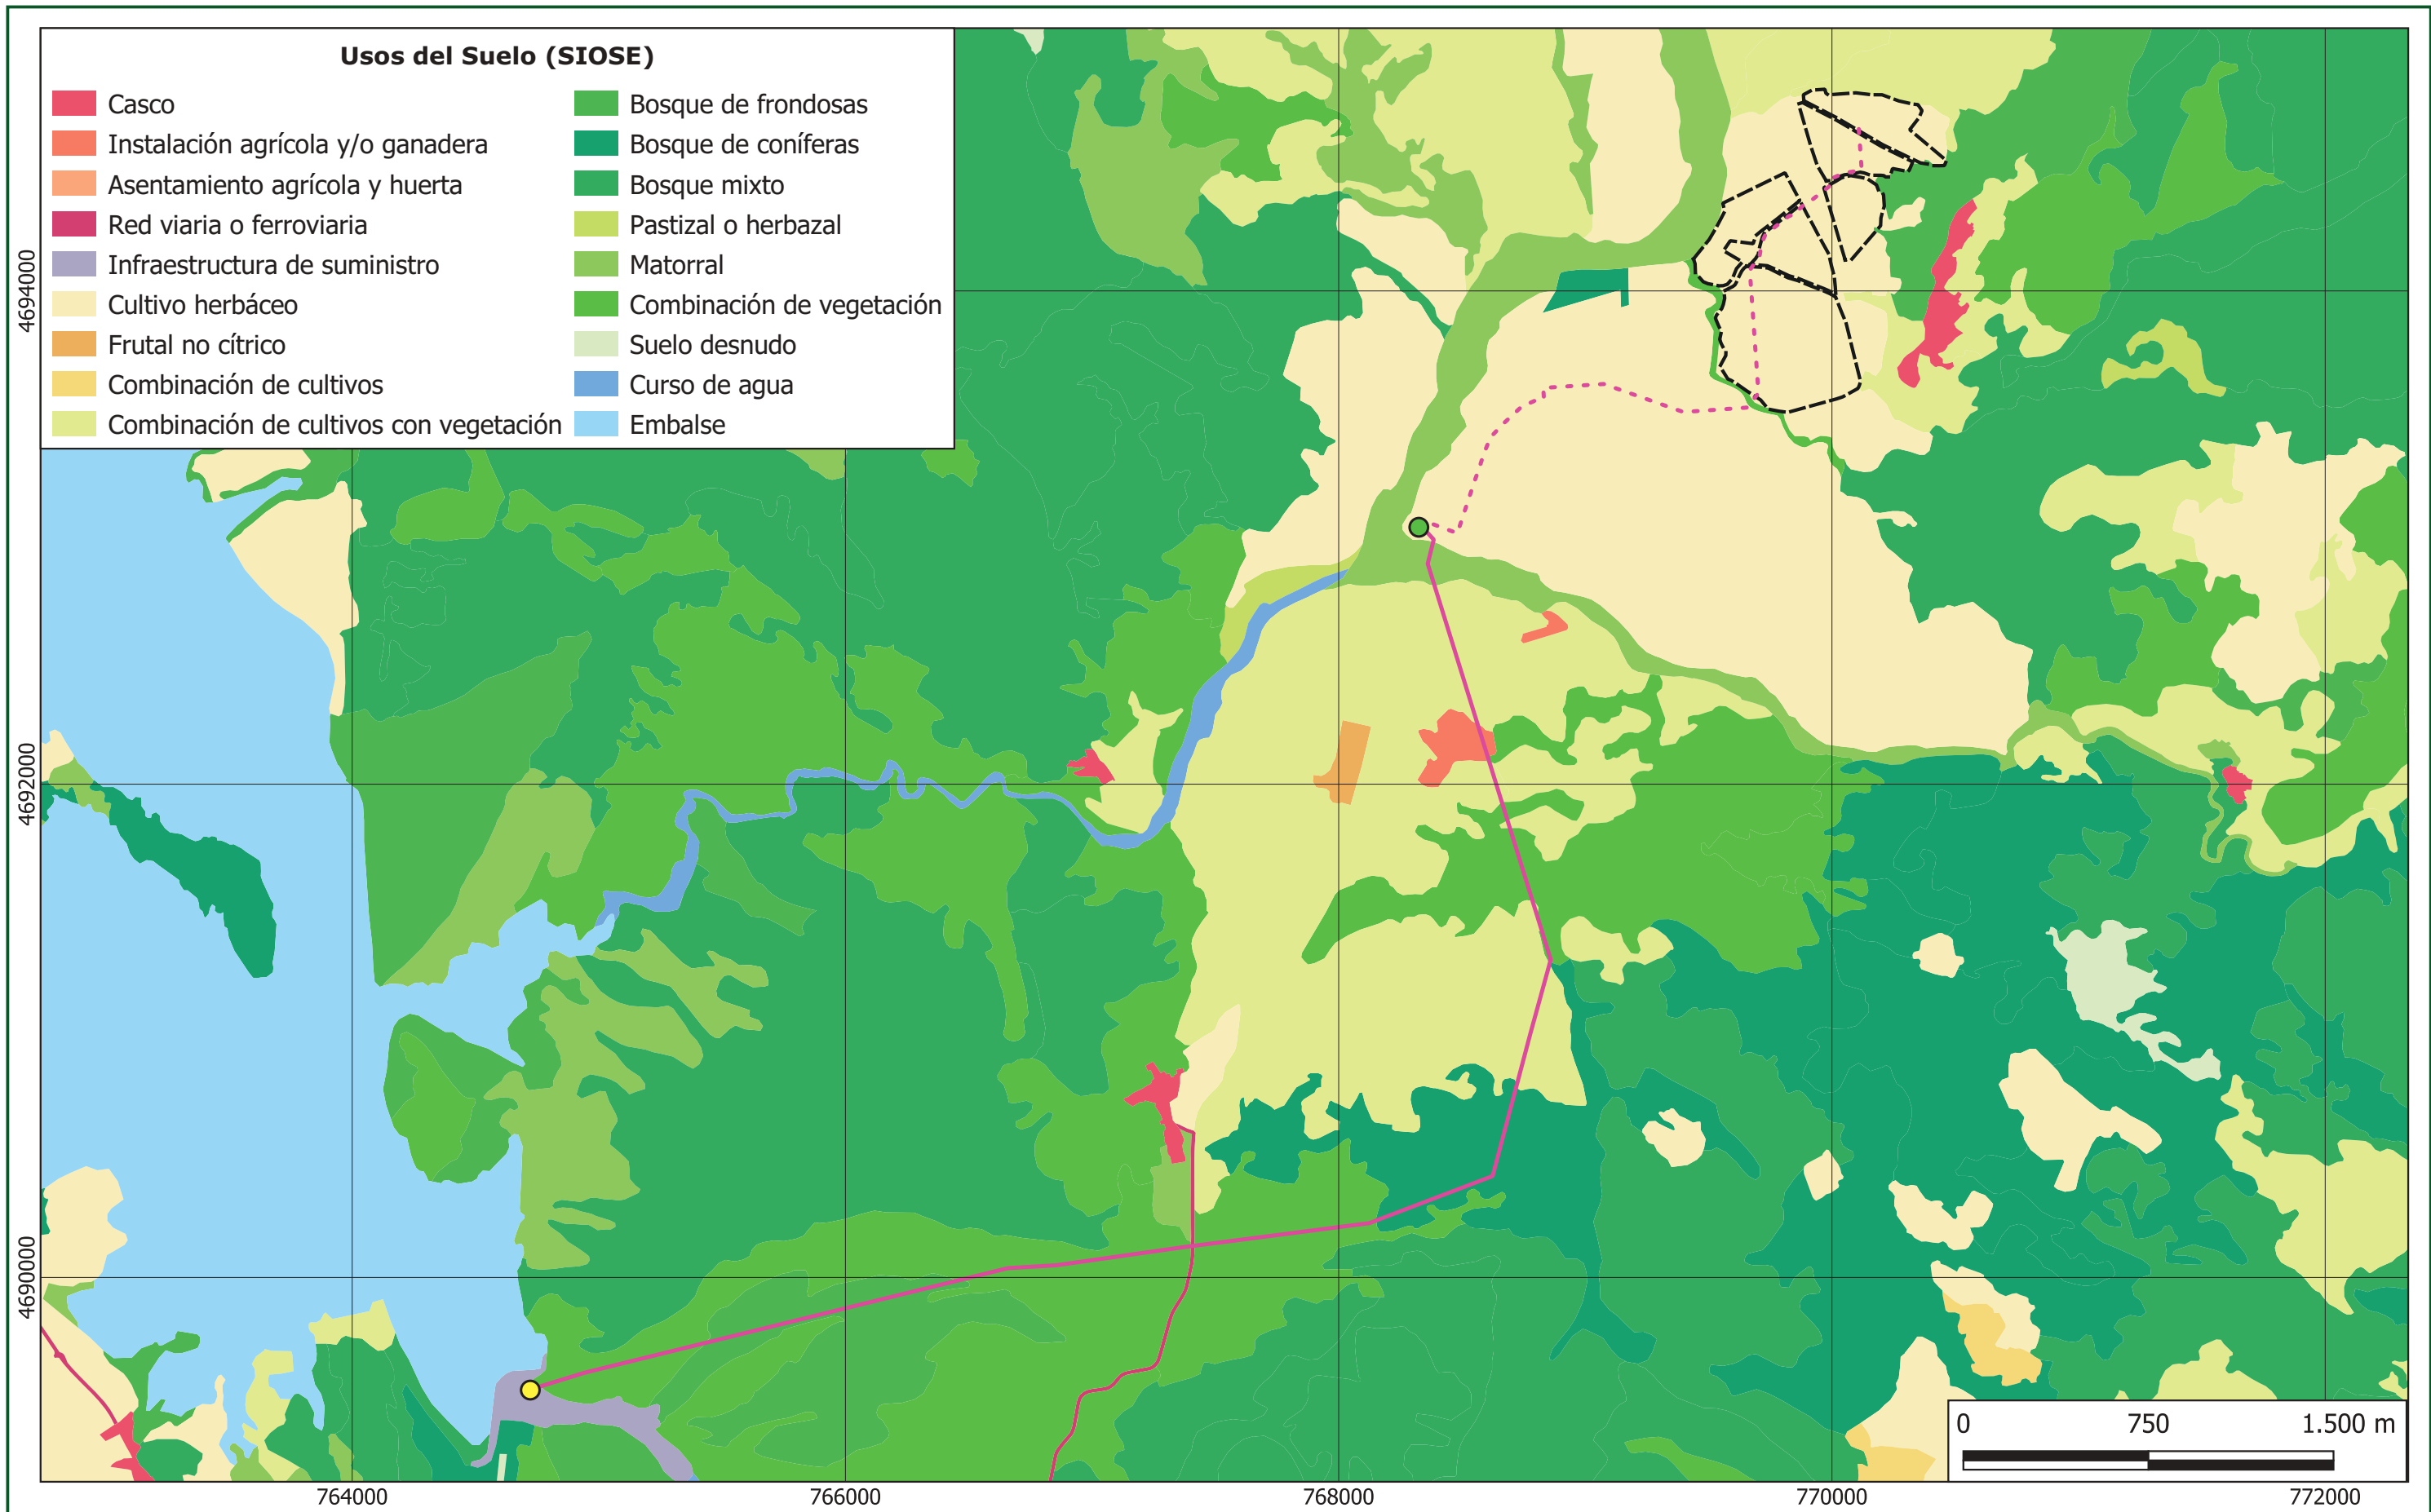 Usos del Suelo (SIOSE)
Casco
Instalación agrícola y/o ganadera
Asentamiento agrícola y huerta
Red viaria o ferroviaria
Infraestructura de suministro
Cultivo herbáceo
Frutal no cítrico
Combinación de cultivos
Combinación de cultivos con vegetación
Bosque de frondosas
Bosque de coníferas
Bosque mixto
Pastizal o herbazal
Matorral
Combinación de vegetación
Suelo desnudo
Curso de agua
Embalse
4694000
4692000
4690000
0 750 1.500 m
764000 766000 768000 770000 772000